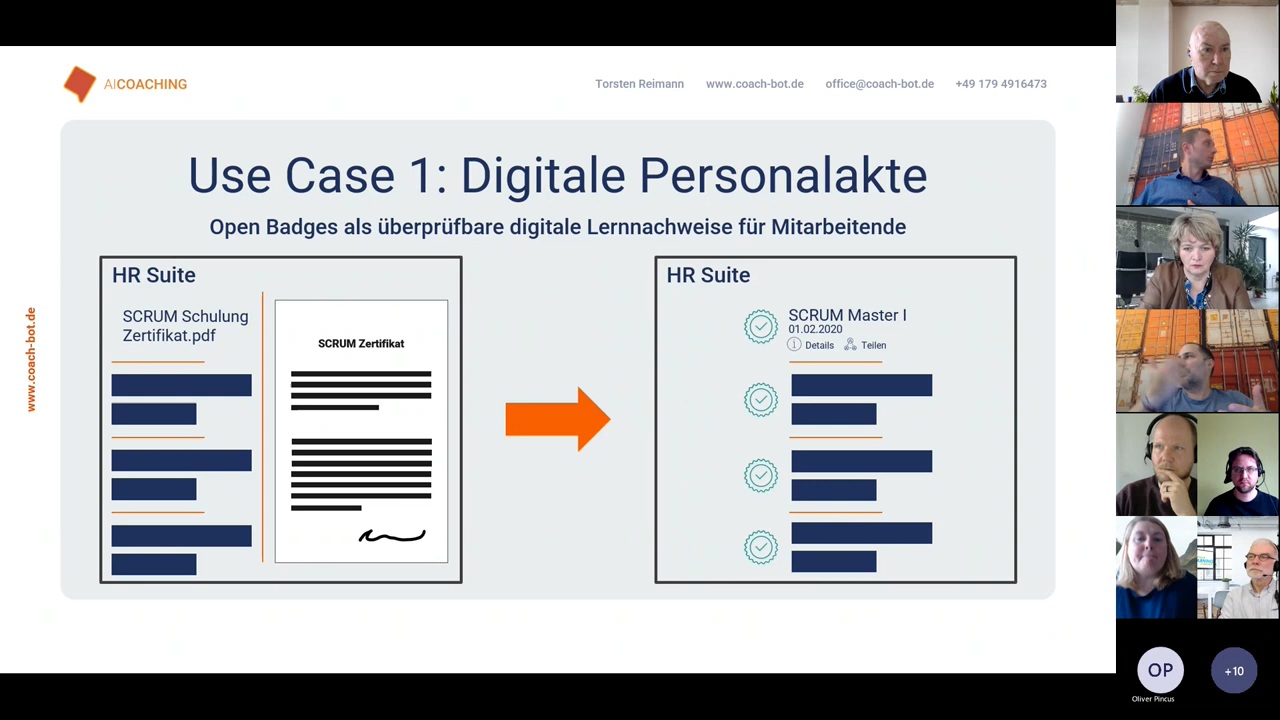 AICOACHING
Torsten Reimann www.coach-bot.de office@coach-bot.de +49 179 4916473
Use Case 1: Digitale Personalakte
Open Badges als überprüfbare digitale Lernnachweise für Mitarbeitende
HR Suite
SCRUM Schulung
Zertifikat.pdf
SCRUM Zertifikat
HR Suite
SCRUM Master I
01.02.2020
Details Teilen
www.coach-bot.de
OP
+10
Oliver Pincus